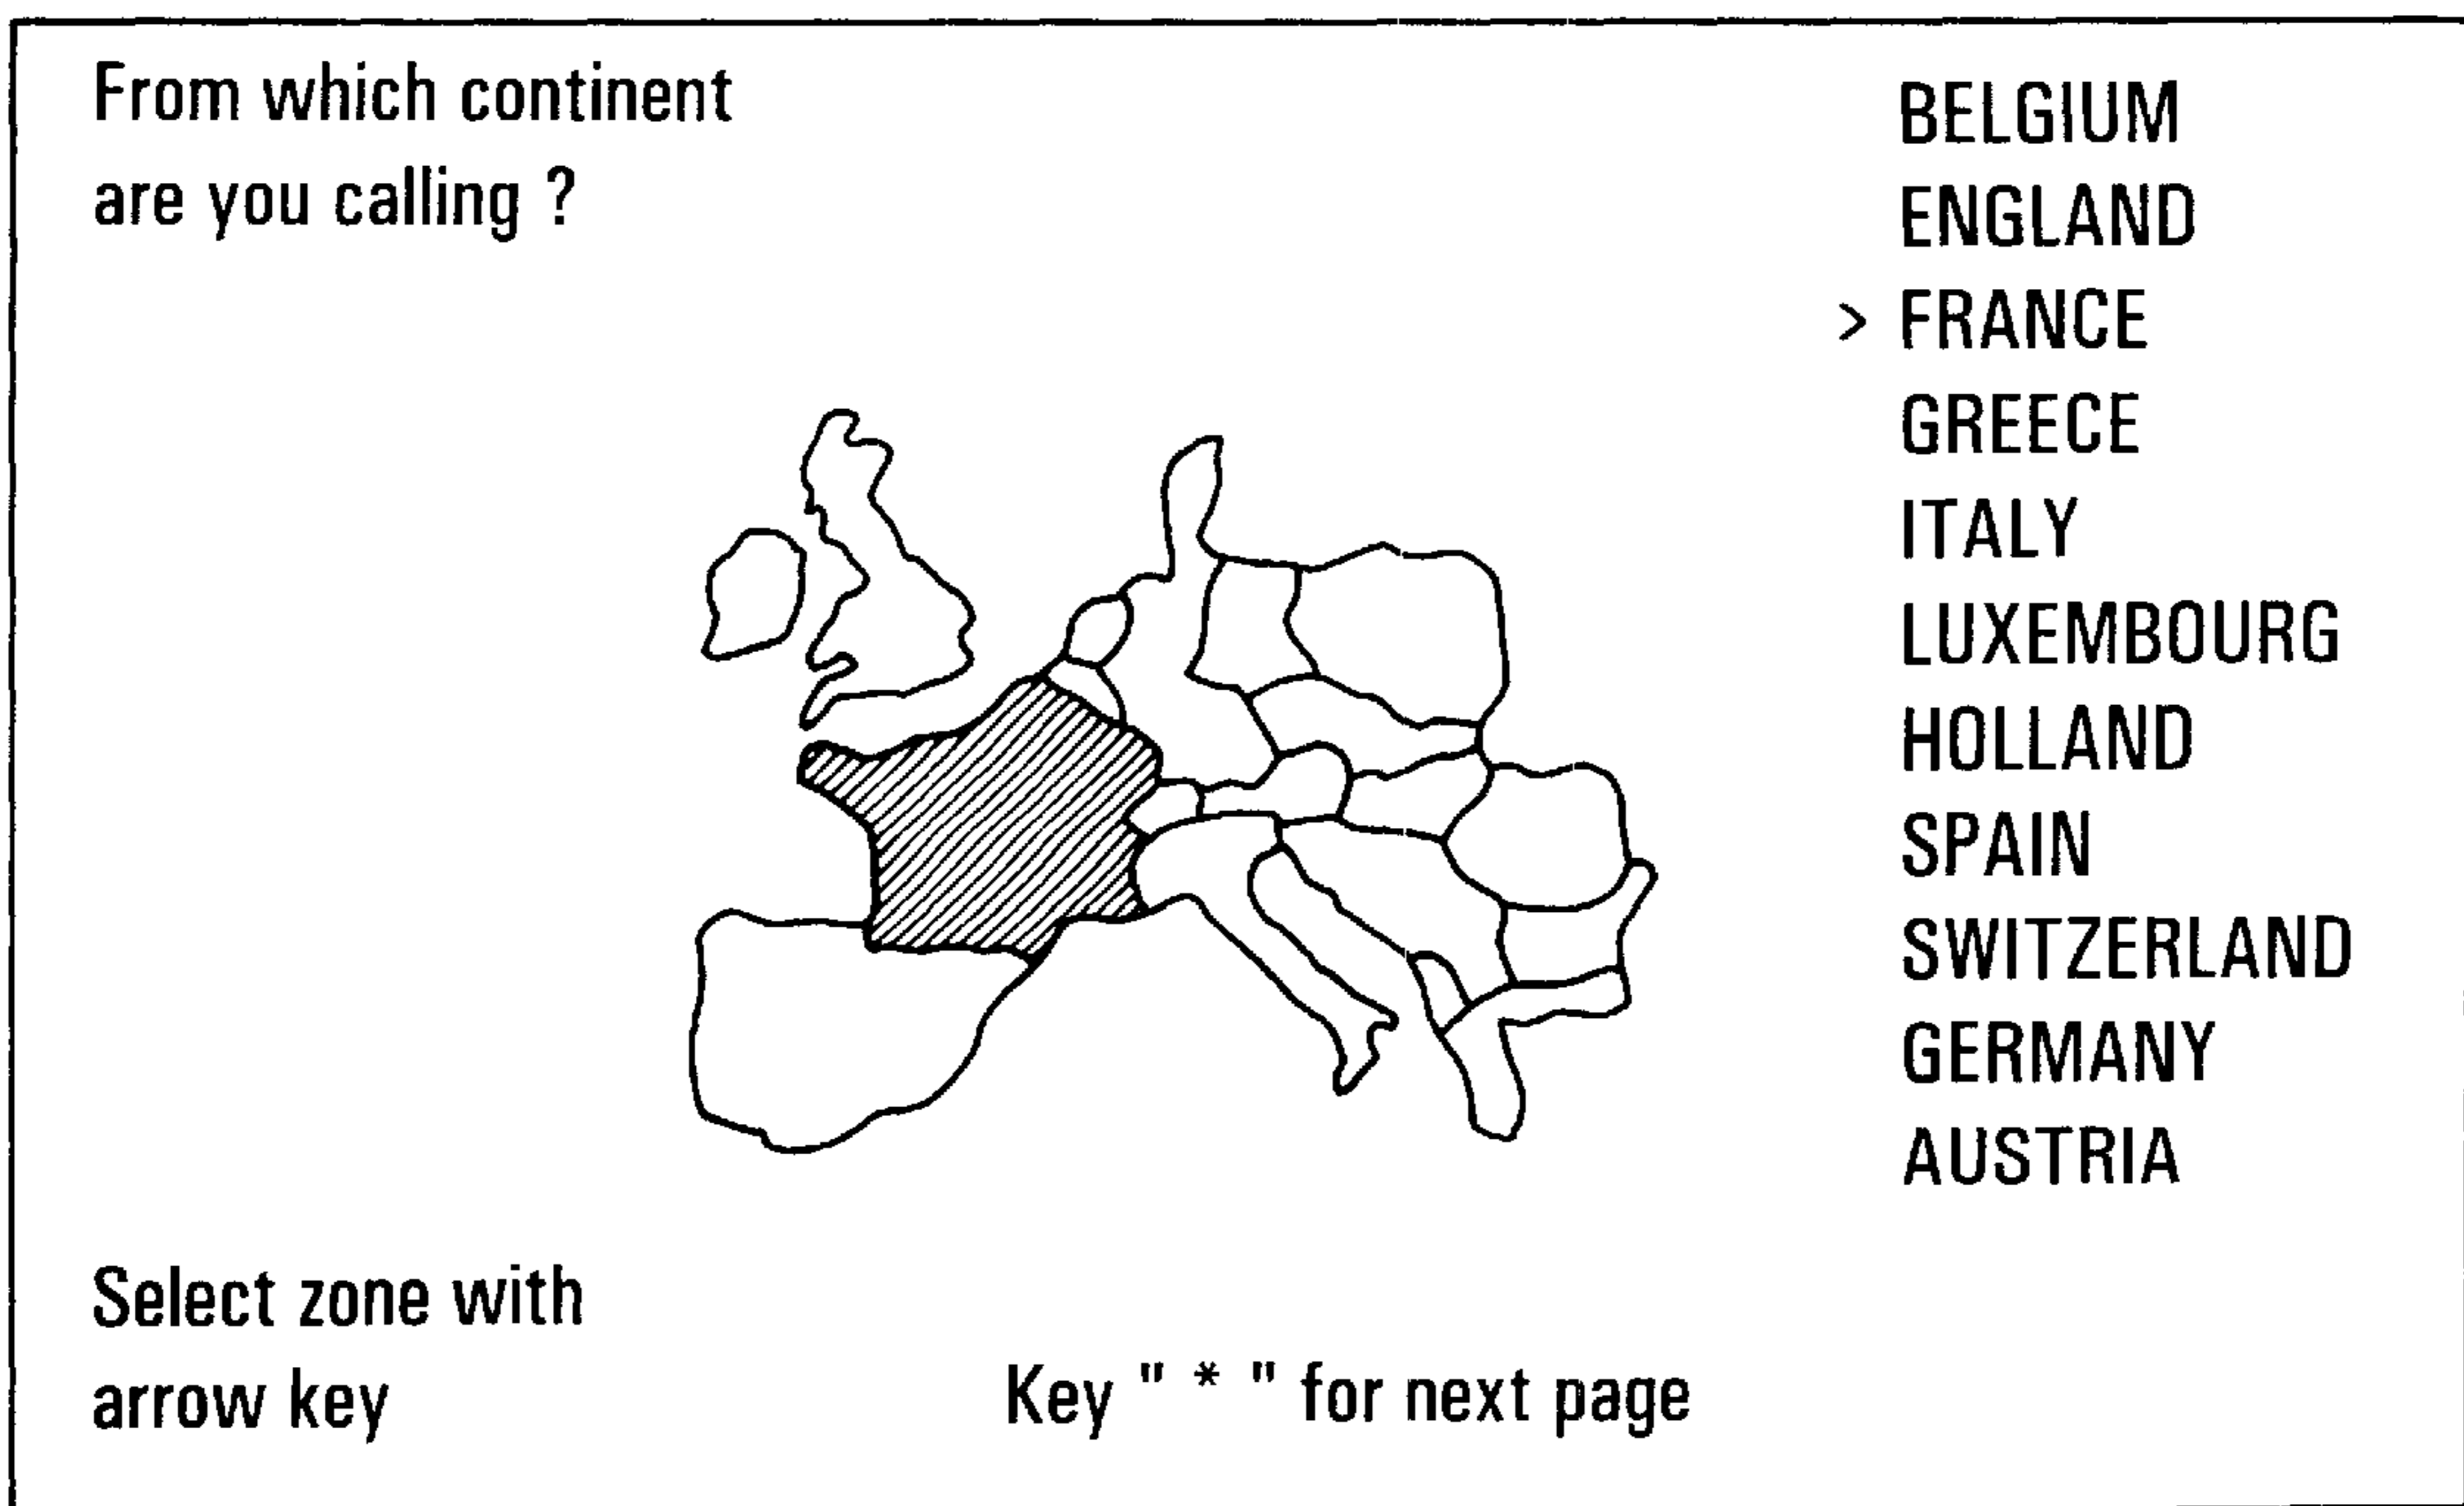 From which continent
are you calling ?
BELGIUM
ENGLAND
> FRANCE
GREECE
ITALY
LUXEMBOURG
HOLLAND
SPAIN
SWITZERLAND
GERMANY
AUSTRIA
Select zone with
arrow key
Key " * " for next page